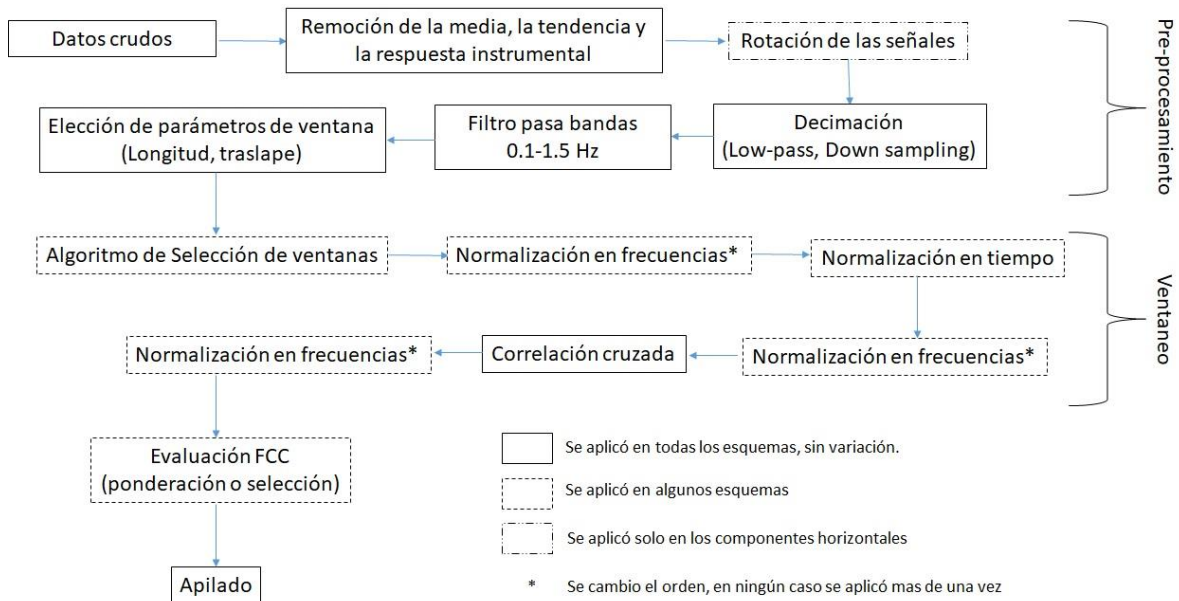 Datos crudos
Remoción de la media, la tendencia y
la respuesta instrumental
Rotación de las señales
Pre-procesamiento
Elección de parámetros de ventana
(Longitud, traslape)
Filtro pasa bandas
0.1-1.5 Hz
Decimación
(Low-pass, Down sampling)
Algoritmo de Selección de ventanas
Normalización en frecuencias*
Normalización en tiempo
Ventaneo
Normalización en frecuencias*
Correlación cruzada
Normalización en frecuencias*
Evaluación FCC
(ponderación o selección)
Apilado
Se aplicó en todas los esquemas, sin variación.
Se aplicó en algunos esquemas
Se aplicó solo en los componentes horizontales
* Se cambio el orden, en ningún caso se aplicó mas de una vez